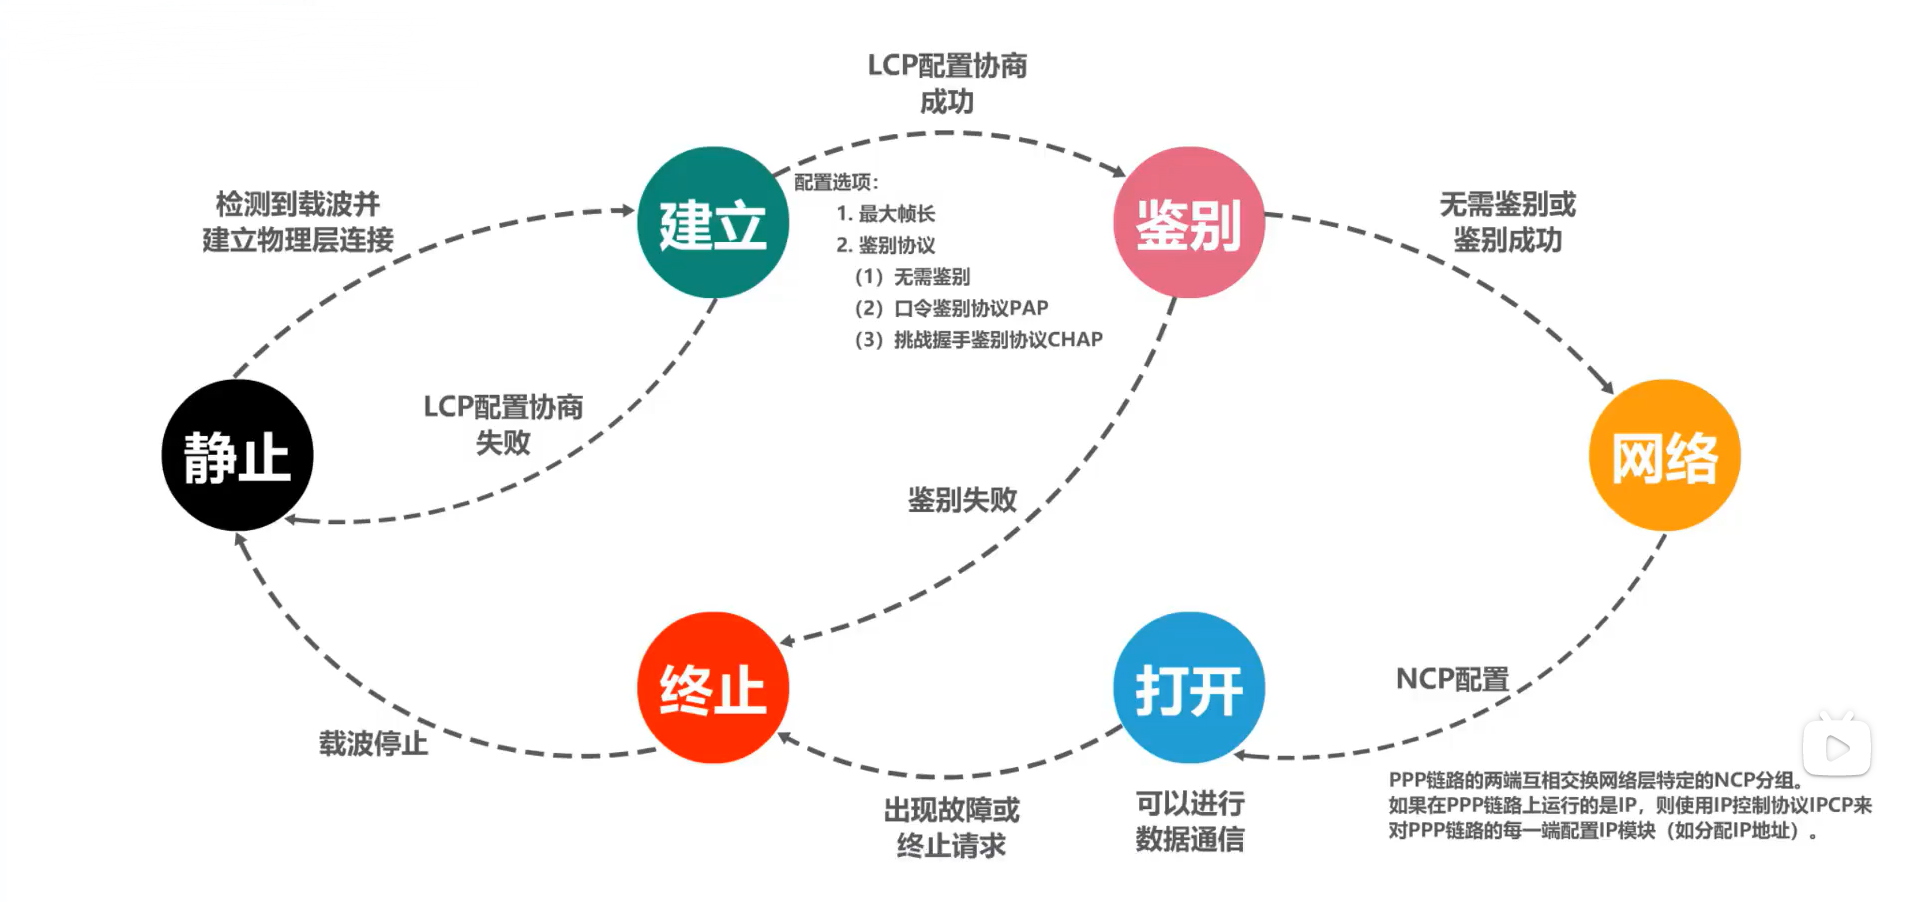 LCP配置协商
成功
检测到载波并
建立物理层连接
建立
配置选项：
1. 最大帧长
2. 鉴别协议
（1）无需鉴别
（2）口令鉴别协议PAP
（3）挑战握手鉴别协议CHAP
鉴别
无需鉴别或
鉴别成功
静止
LCP配置协商
失败
鉴别失败
网络
终止
打开
NCP配置
载波停止
出现故障或
终止请求
可以进行
数据通信
PPP链路的两端互相交换网络层特定的NCP分组。
如果在PPP链路上运行的是IP，则使用IP控制协议IPCP来
对PPP链路的每一端配置IP模块（如分配IP地址）。